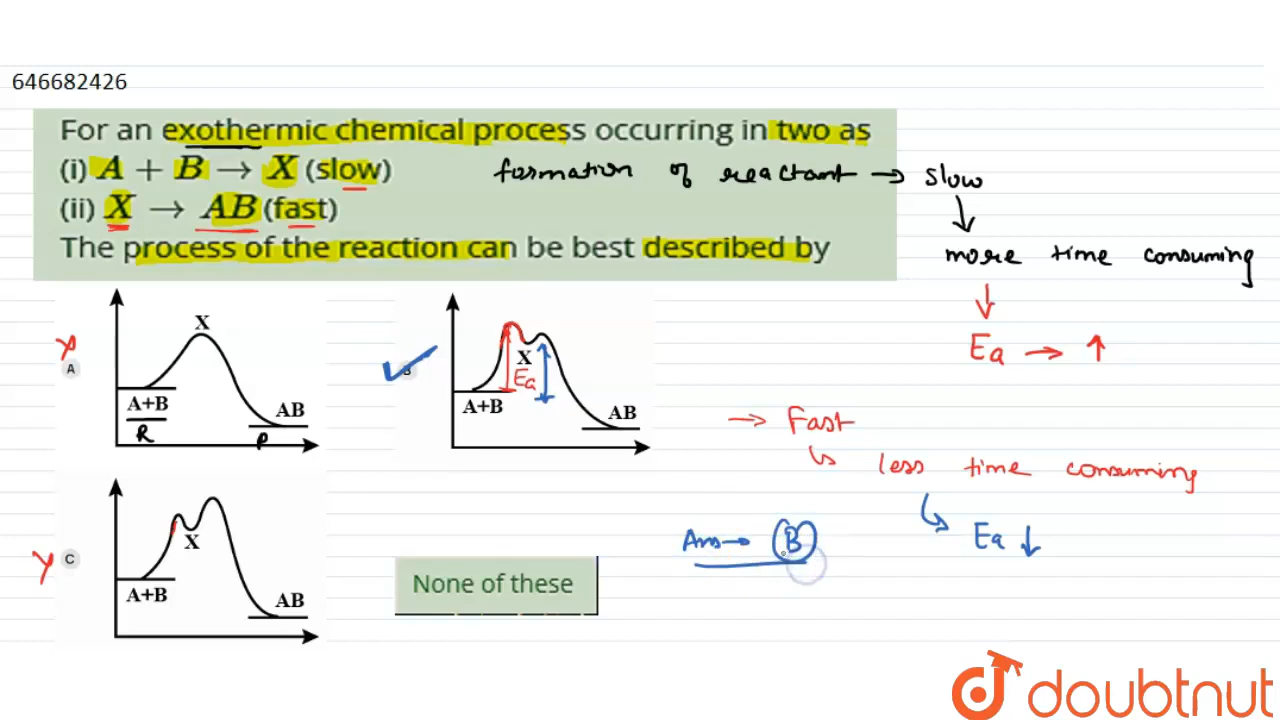 646682426
For an exothermic chemical process occurring in two as
(i) A + B → X (slow)
(ii) X → AB (fast)
The process of the reaction can be best described by
formation of reactant → slow
↓
more time consuming
↓
Ea → ↑
X
A
A+B
R
AB
P
B
X
Ea
A+B
AB
→ Fast
↳ less time consuming
↳ Ea ↓
C
X
A+B
AB
None of these
Ans → B
doubtnut